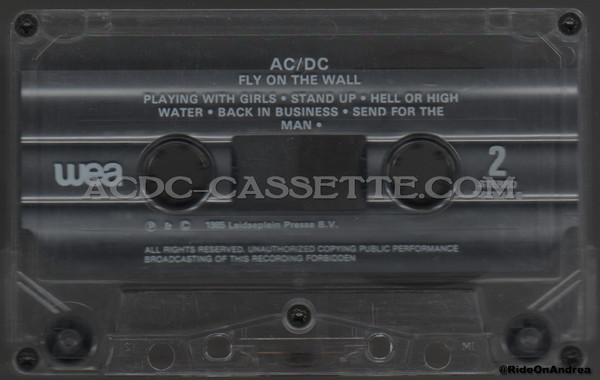 AC/DC
FLY ON THE WALL
PLAYING WITH GIRLS • STAND UP • HELL OR HIGH
WATER • BACK IN BUSINESS • SEND FOR THE
MAN •
wea
2
ACDC-CASSETTE.COM
℗ & © 1985 Leidseplein Presse B.V.
ALL RIGHTS RESERVED. UNAUTHORIZED COPYING PUBLIC PERFORMANCE
BROADCASTING OF THIS RECORDING FORBIDDEN
@RideOnAndrea